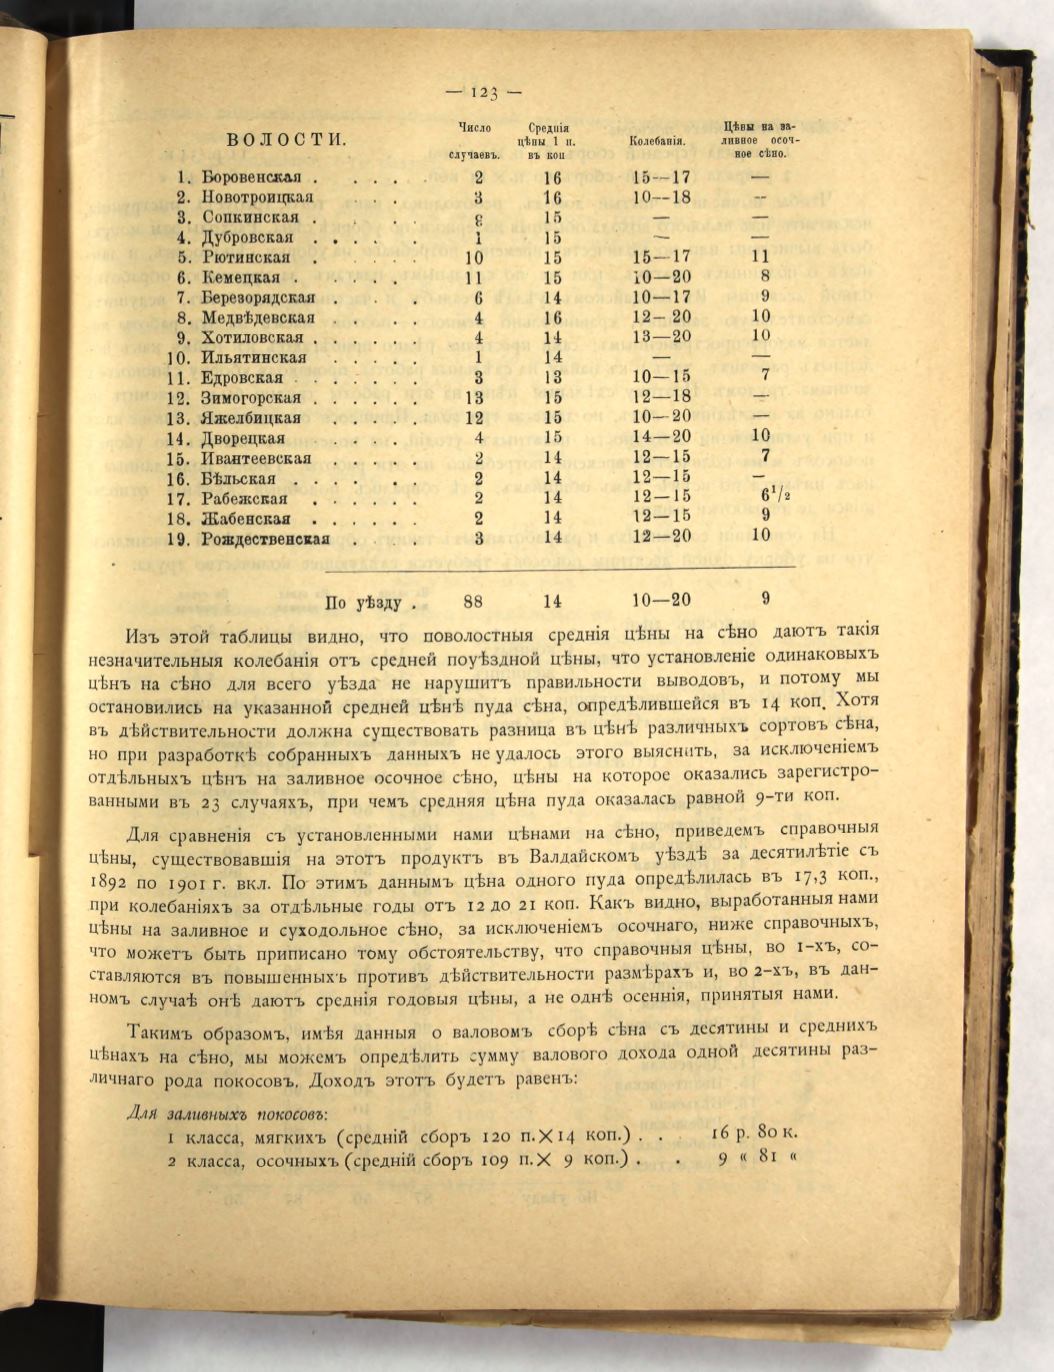 — 123 —
ВОЛОСТИ. Число случаевъ. Среднія цѣны 1 п. въ коп Колебанія. Цѣвы на заливное осочное сѣно.
1. Боровенская . . . . . 2 16 15—17 —
2. Новотроицкая . . . 3 16 10—18 —
3. Сопкинская . . . . . 8 15 — —
4. Дубровская . . . . . . 1 15 — —
5. Рютинская . . . . . 10 15 15—17 11
6. Кемецкая . . . . . 11 15 10—20 8
7. Березорядская . . . . 6 14 10—17 9
8. Медвѣдевская . . . . 4 16 12—20 10
9. Хотиловская . . . . . 4 14 13—20 10
10. Ильятинская . . . . . 1 14 — —
11. Едровская . . . . . . . 3 13 10—15 7
12. Зимогорская . . . . . . 13 15 12—18 —
13. Яжелбицкая . . . . . 12 15 10—20 —
14. Дворецкая . . . . . 4 15 14—20 10
15. Ивантеевская . . . . . 2 14 12—15 7
16. Бѣльская . . . . . . 2 14 12—15 —
17. Рабежская . . . . . . 2 14 12—15 6 1/2
18. Жабенская . . . . . . 2 14 12—15 9
19. Рождественская . . . . 3 14 12—20 10
По уѣзду . 88 14 10—20 9
Изъ этой таблицы видно, что поволостныя среднія цѣны на сѣно даютъ такія
незначительныя колебанія отъ средней поуѣздной цѣны, что установленіе одинаковыхъ
цѣнъ на сѣно для всего уѣзда не нарушитъ правильности выводовъ, и потому мы
остановились на указанной средней цѣнѣ пуда сѣна, опредѣлившейся въ 14 коп. Хотя
въ дѣйствительности должна существовать разница въ цѣнѣ различныхъ сортовъ сѣна,
но при разработкѣ собранныхъ данныхъ не удалось этого выяснить, за исключеніемъ
отдѣльныхъ цѣнъ на заливное осочное сѣно, цѣны на которое оказались зарегистро-
ванными въ 23 случаяхъ, при чемъ средняя цѣна пуда оказалась равной 9-ти коп.
Для сравненія съ установленными нами цѣнами на сѣно, приведемъ справочныя
цѣны, существовавшія на этотъ продуктъ въ Валдайскомъ уѣздѣ за десятилѣтіе съ
1892 по 1901 г. вкл. По этимъ даннымъ цѣна одного пуда опредѣлилась въ 17,3 коп.,
при колебаніяхъ за отдѣльные годы отъ 12 до 21 коп. Какъ видно, выработанныя нами
цѣны на заливное и суходольное сѣно, за исключеніемъ осочнаго, ниже справочныхъ,
что можетъ быть приписано тому обстоятельству, что справочныя цѣны, во 1-хъ, со-
ставляются въ повышенныхъ противъ дѣйствительности размѣрахъ и, во 2-хъ, въ дан-
номъ случаѣ онѣ даютъ среднія годовыя цѣны, а не однѣ осеннія, принятыя нами.
Такимъ образомъ, имѣя данныя о валовомъ сборѣ сѣна съ десятины и среднихъ
цѣнахъ на сѣно, мы можемъ опредѣлить сумму валового дохода одной десятины раз-
личнаго рода покосовъ. Доходъ этотъ будетъ равенъ:
Для заливныхъ покосовъ:
1 класса, мягкихъ (средній сборъ 120 п.×14 коп.) . . 16 р. 80 к.
2 класса, осочныхъ (средній сборъ 109 п.× 9 коп.) . . 9 « 81 «